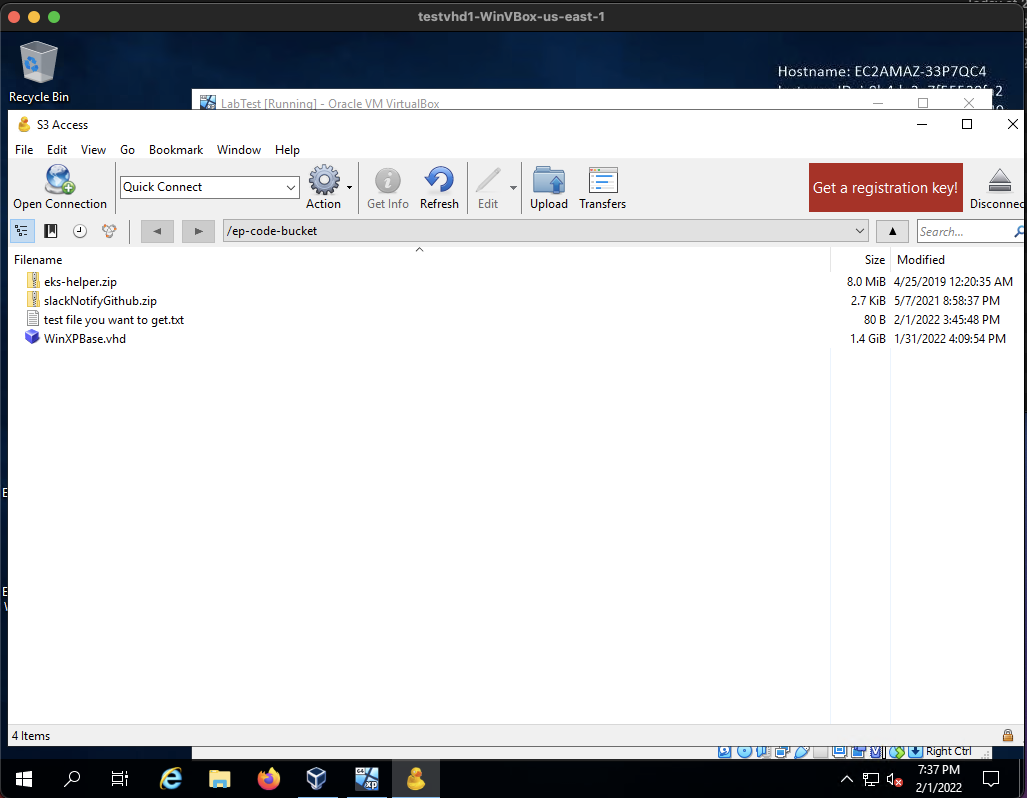 testvhd1-WinVBox-us-east-1
Recycle Bin
Hostname: EC2AMAZ-33P7QC4
LabTest [Running] - Oracle VM VirtualBox
S3 Access
File Edit View Go Bookmark Window Help
Open Connection
Quick Connect
Action
Get Info
Refresh
Edit
Upload
Transfers
Get a registration key!
Disconnec
/ep-code-bucket
Search...
Filename Size Modified
eks-helper.zip 8.0 MiB 4/25/2019 12:20:35 AM
slackNotifyGithub.zip 2.7 KiB 5/7/2021 8:58:37 PM
test file you want to get.txt 80 B 2/1/2022 3:45:48 PM
WinXPBase.vhd 1.4 GiB 1/31/2022 4:09:54 PM
4 Items
Right Ctrl
64
xp
7:37 PM
2/1/2022